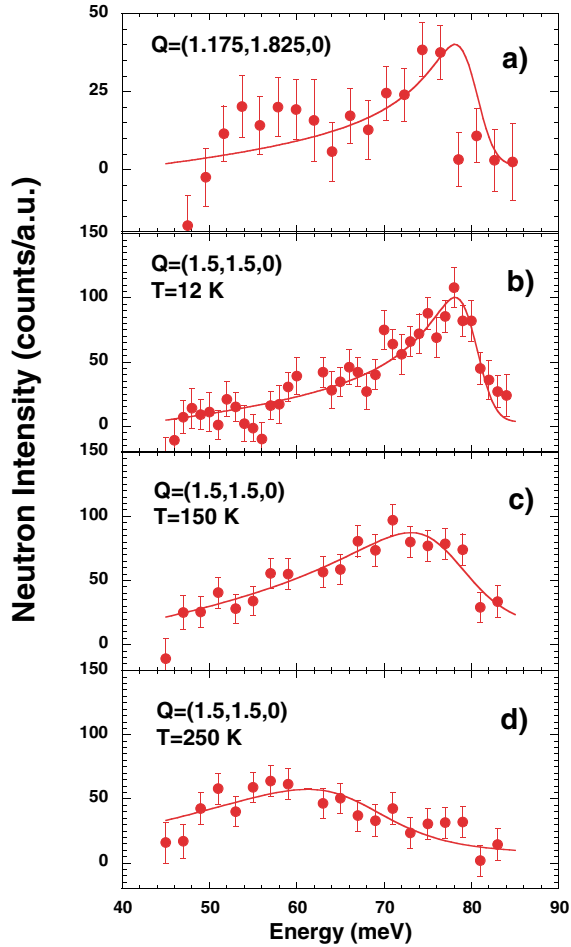 Neutron Intensity (counts/a.u.)
50
25
0
Q=(1.175,1.825,0)
a)
150
100
50
0
Q=(1.5,1.5,0)
T=12 K
b)
150
100
50
0
Q=(1.5,1.5,0)
T=150 K
c)
150
100
50
0
Q=(1.5,1.5,0)
T=250 K
d)
40 50 60 70 80 90
Energy (meV)